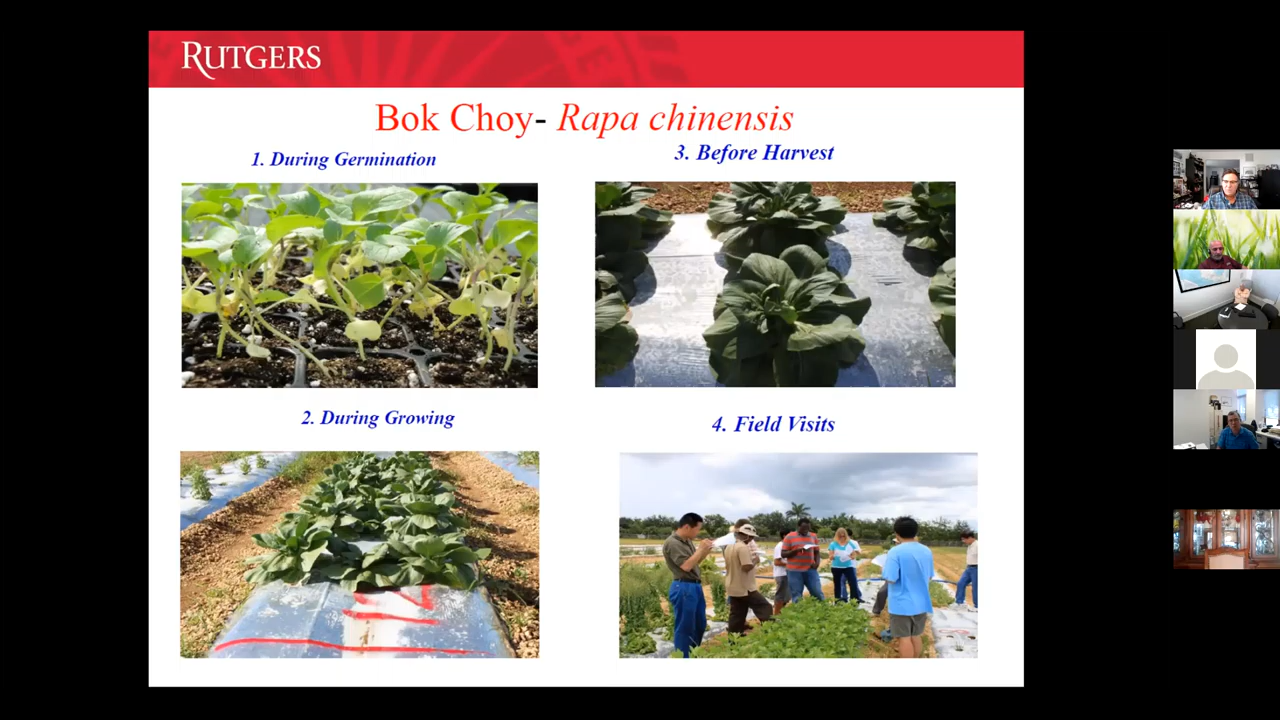 RUTGERS
Bok Choy- Rapa chinensis
1. During Germination
3. Before Harvest
2. During Growing
4. Field Visits